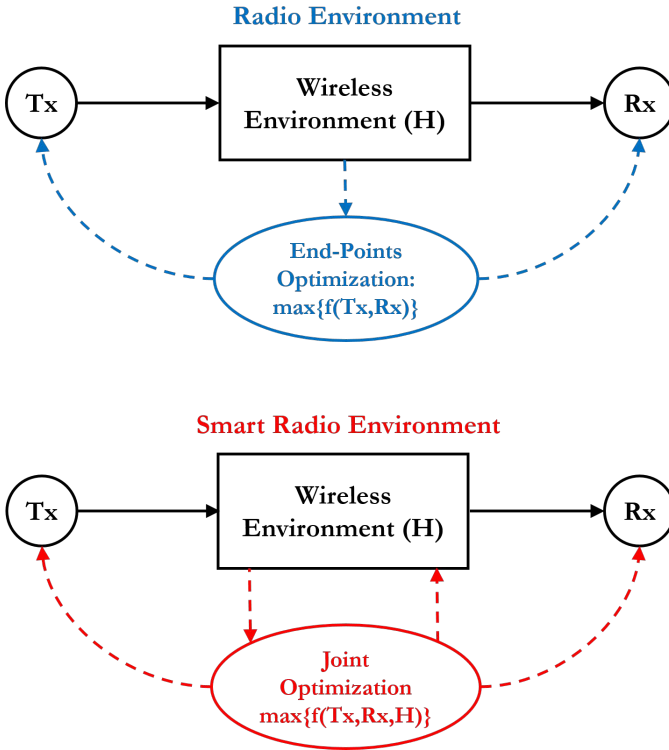 Radio Environment
Tx
Wireless
Environment (H)
Rx
End-Points
Optimization:
max{f(Tx,Rx)}
Smart Radio Environment
Tx
Wireless
Environment (H)
Rx
Joint
Optimization
max{f(Tx,Rx,H)}